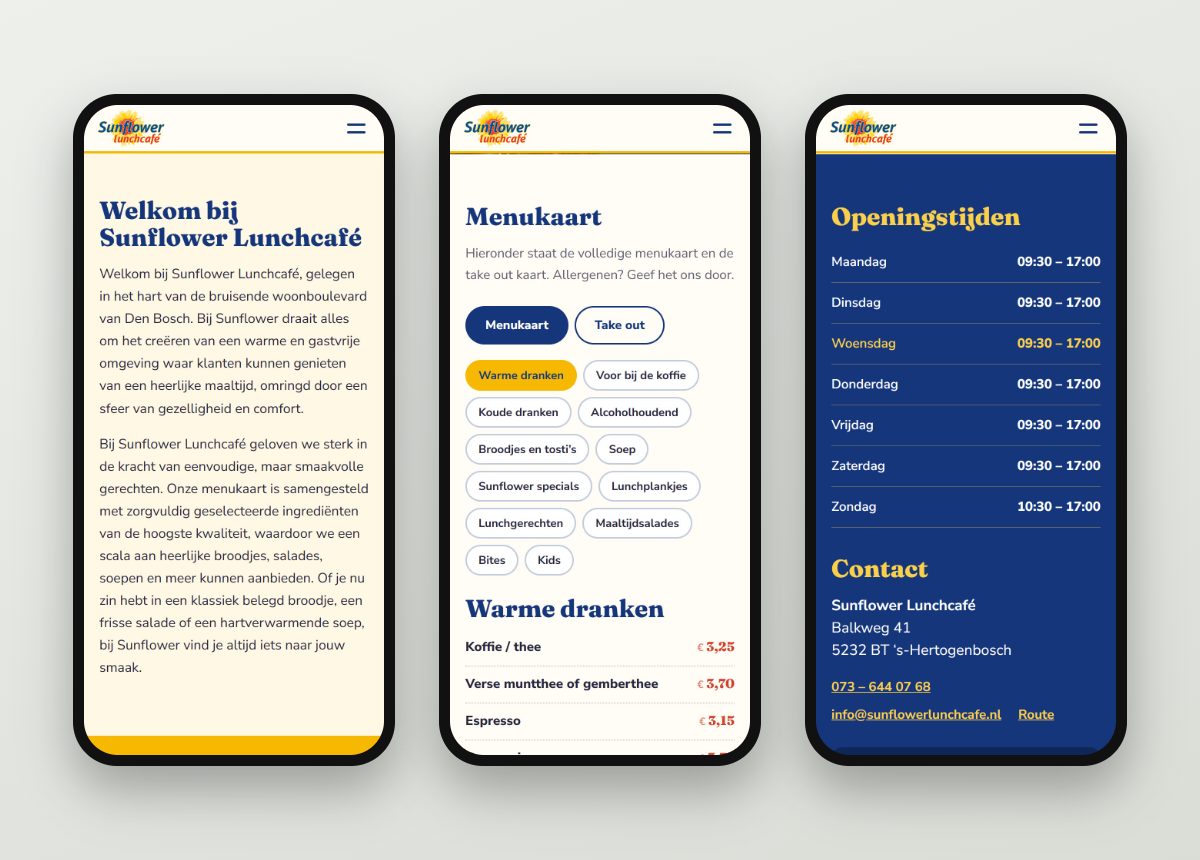 Sunflower
lunchcafé
Welkom bij
Sunflower Lunchcafé
Welkom bij Sunflower Lunchcafé, gelegen
in het hart van de bruisende woonboulevard
van Den Bosch. Bij Sunflower draait alles
om het creëren van een warme en gastvrije
omgeving waar klanten kunnen genieten
van een heerlijke maaltijd, omringd door een
sfeer van gezelligheid en comfort.
Bij Sunflower Lunchcafé geloven we sterk in
de kracht van eenvoudige, maar smaakvolle
gerechten. Onze menukaart is samengesteld
met zorgvuldig geselecteerde ingrediënten
van de hoogste kwaliteit, waardoor we een
scala aan heerlijke broodjes, salades,
soepen en meer kunnen aanbieden. Of je nu
zin hebt in een klassiek belegd broodje, een
frisse salade of een hartverwarmende soep,
bij Sunflower vind je altijd iets naar jouw
smaak.
Sunflower
lunchcafé
Menukaart
Hieronder staat de volledige menukaart en de
take out kaart. Allergenen? Geef het ons door.
Menukaart Take out
Warme dranken Voor bij de koffie
Koude dranken Alcoholhoudend
Broodjes en tosti's Soep
Sunflower specials Lunchplankjes
Lunchgerechten Maaltijdsalades
Bites Kids
Warme dranken
Koffie / thee € 3,25
Verse muntthee of gemberthee € 3,70
Espresso € 3,15
Sunflower
lunchcafé
Openingstijden
Maandag 09:30 – 17:00
Dinsdag 09:30 – 17:00
Woensdag 09:30 – 17:00
Donderdag 09:30 – 17:00
Vrijdag 09:30 – 17:00
Zaterdag 09:30 – 17:00
Zondag 10:30 – 17:00
Contact
Sunflower Lunchcafé
Balkweg 41
5232 BT ‘s-Hertogenbosch
073 – 644 07 68
info@sunflowerlunchcafe.nl Route